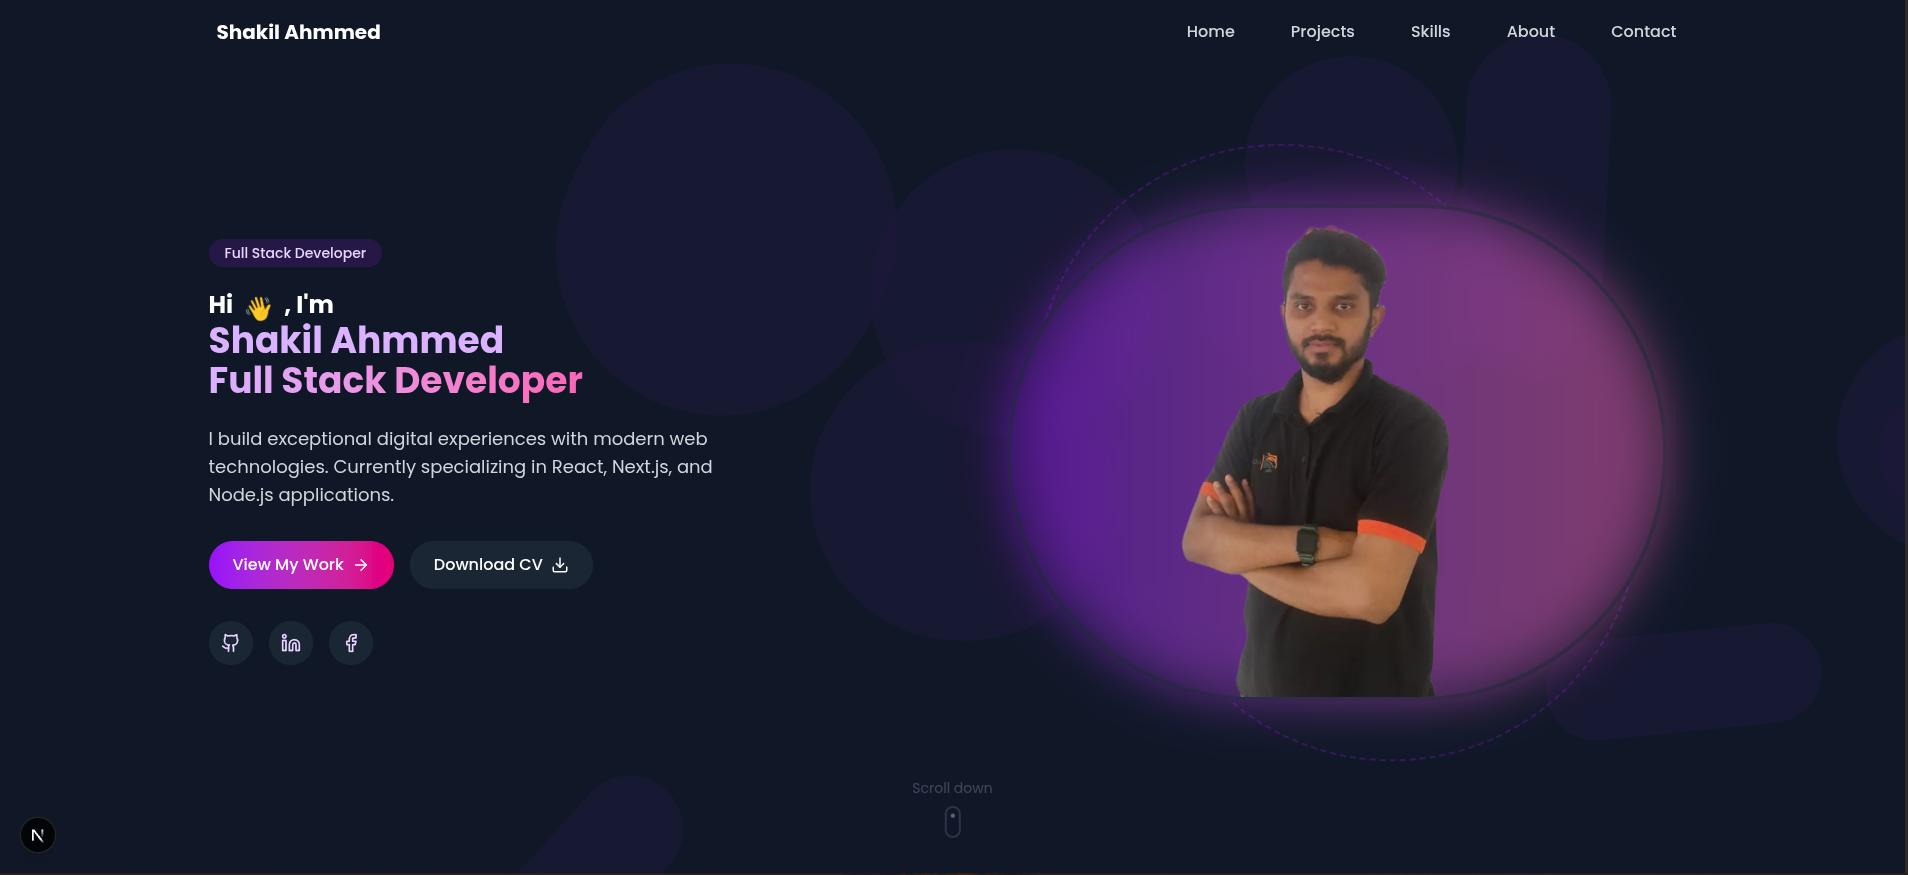 Shakil Ahmmed
Home Projects Skills About Contact
Full Stack Developer
Hi 👋 , I'm
Shakil Ahmmed
Full Stack Developer
I build exceptional digital experiences with modern web
technologies. Currently specializing in React, Next.js, and
Node.js applications.
View My Work Download CV
Scroll down
N